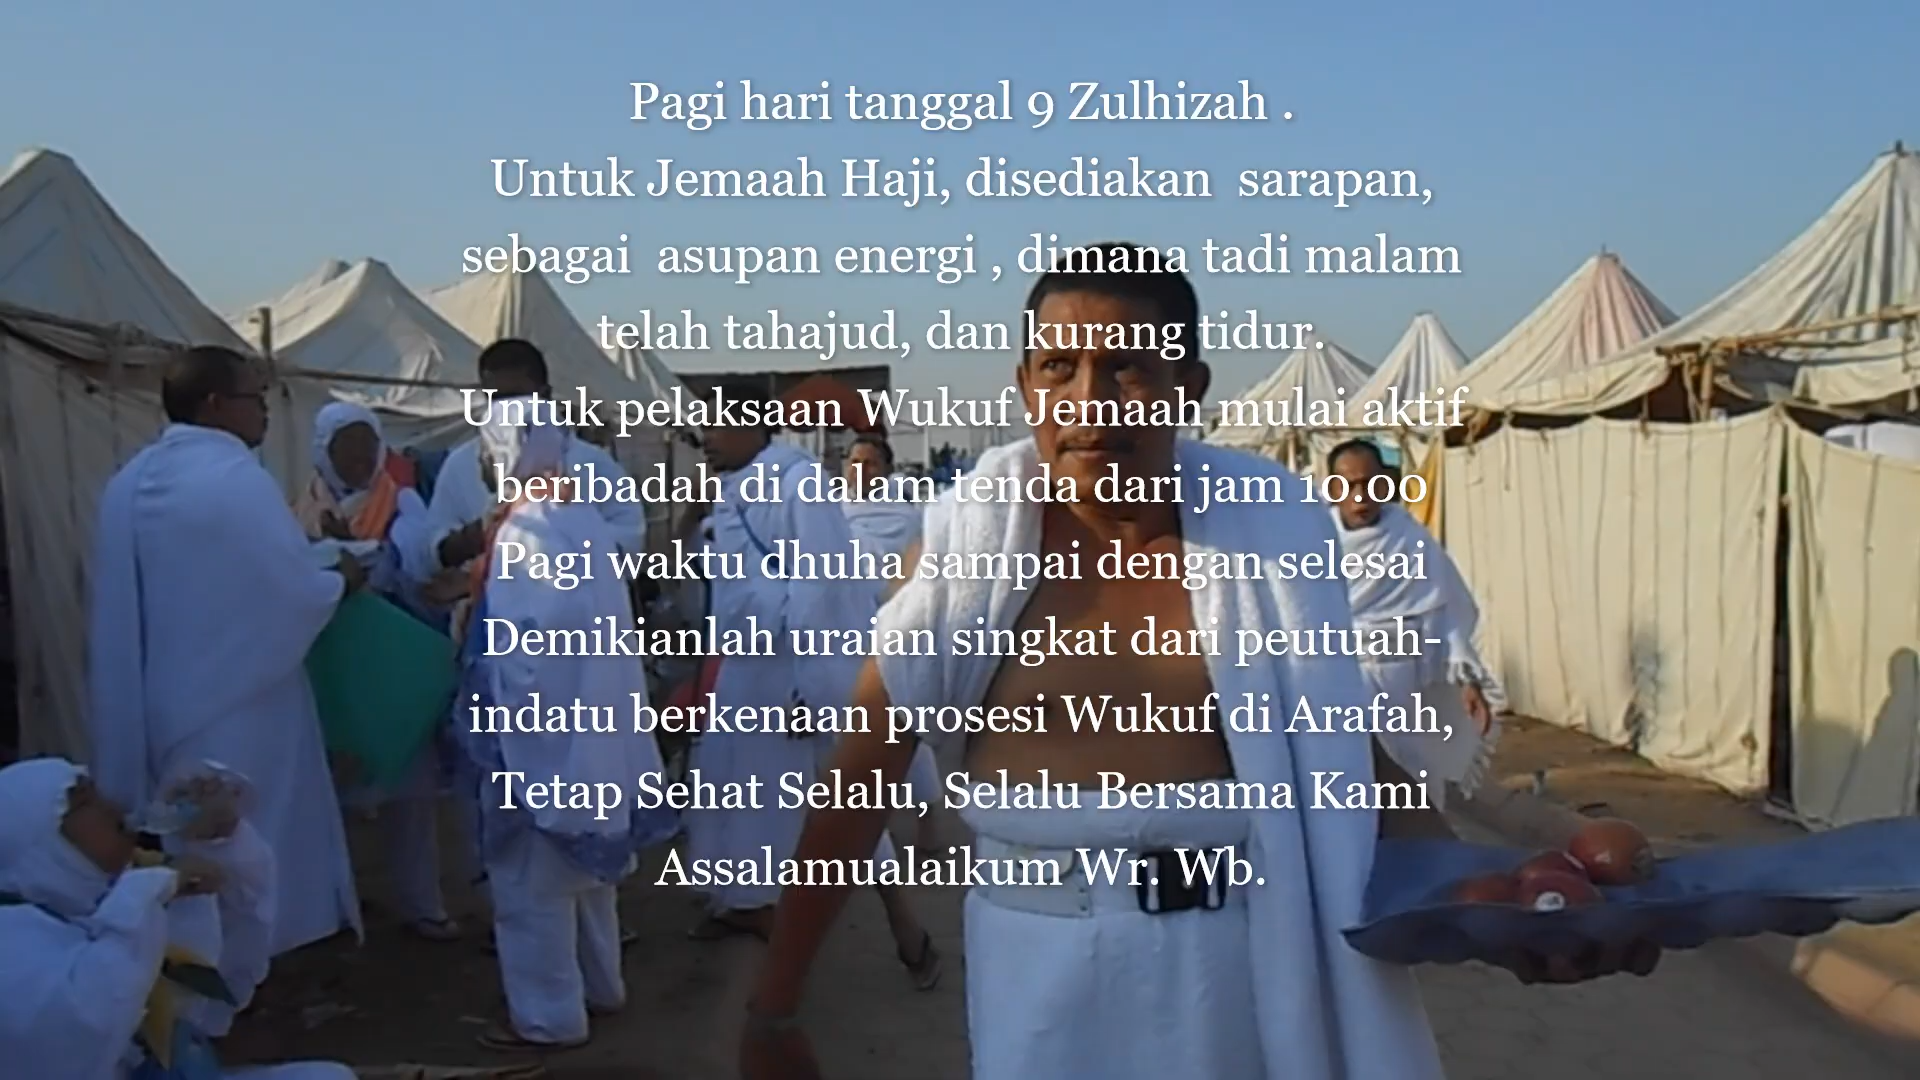 Pagi hari tanggal 9 Zulhizah .
Untuk Jemaah Haji, disediakan  sarapan,
sebagai  asupan energi , dimana tadi malam
telah tahajud, dan kurang tidur.
Untuk pelaksaan Wukuf Jemaah mulai aktif
beribadah di dalam tenda dari jam 10.00
Pagi waktu dhuha sampai dengan selesai
Demikianlah uraian singkat dari peutuah-
indatu berkenaan prosesi Wukuf di Arafah,
Tetap Sehat Selalu, Selalu Bersama Kami
Assalamualaikum Wr. Wb.